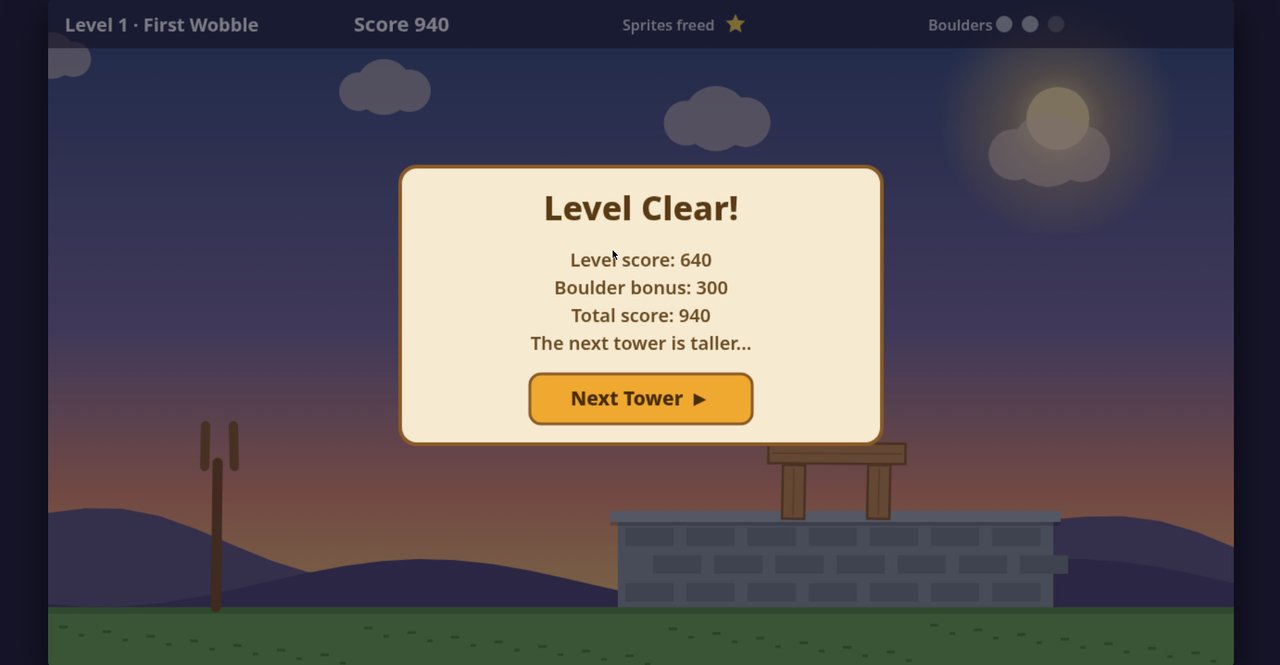 Level 1 · First Wobble
Score 940
Sprites freed
Boulders
Level Clear!
Level score: 640
Boulder bonus: 300
Total score: 940
The next tower is taller...
Next Tower ►